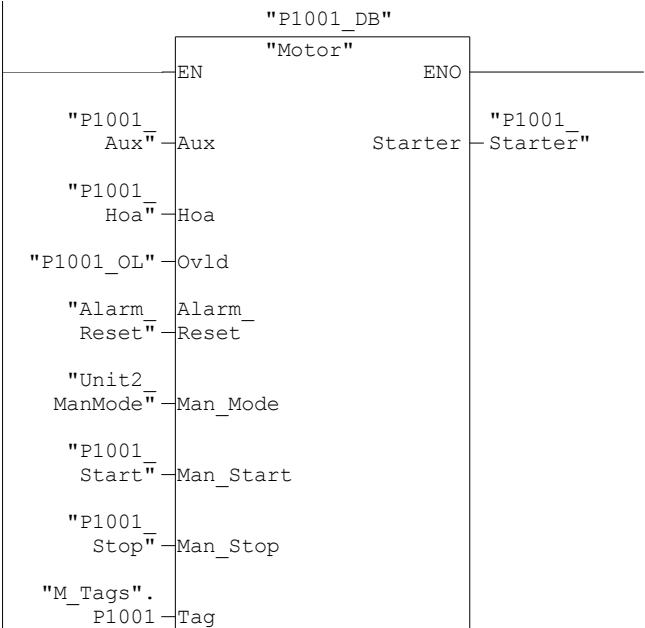 "P1001_DB"
"Motor"
EN ENO
"P1001_ "P1001_
Aux" Aux Starter Starter"
"P1001_
Hoa" Hoa
"P1001_OL" Ovld
"Alarm_ Alarm_
Reset" Reset
"Unit2_
ManMode" Man_Mode
"P1001_
Start" Man_Start
"P1001_
Stop" Man_Stop
"M_Tags".
P1001 Tag